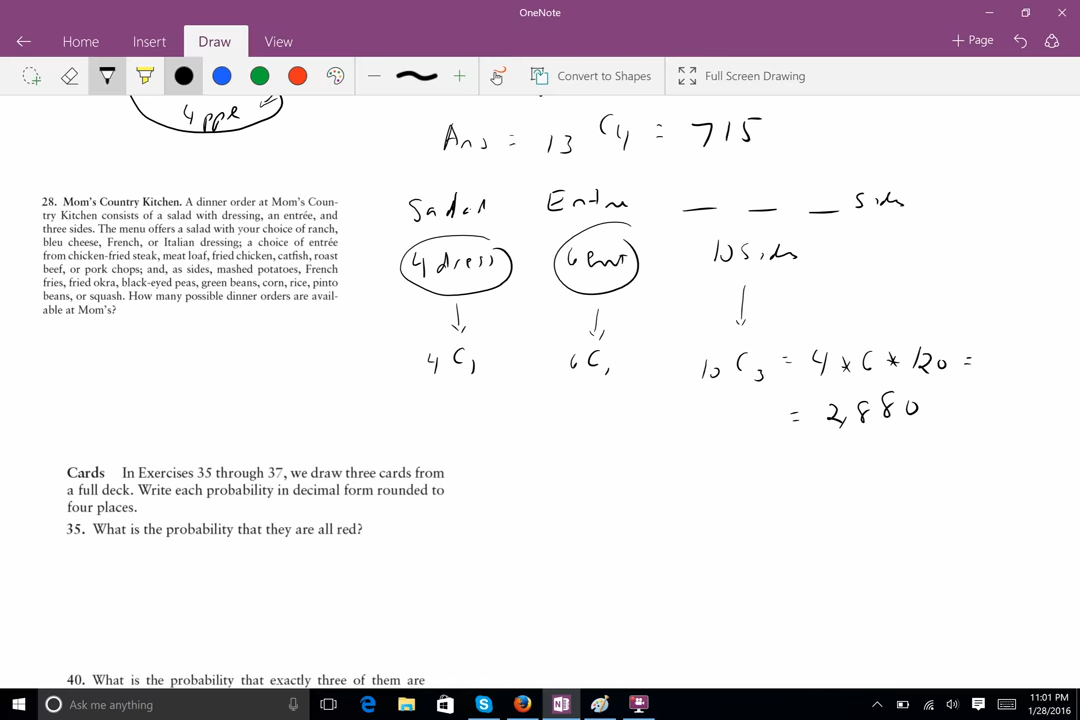 OneNote
Home Insert Draw View
+ Page
Convert to Shapes Full Screen Drawing
4 ppl
Ans = 13 C4 = 715
28. Mom's Country Kitchen. A dinner order at Mom's Coun-
try Kitchen consists of a salad with dressing, an entrée, and
three sides. The menu offers a salad with your choice of ranch,
bleu cheese, French, or Italian dressing; a choice of entrée
from chicken-fried steak, meat loaf, fried chicken, catfish, roast
beef, or pork chops; and, as sides, mashed potatoes, French
fries, fried okra, black-eyed peas, green beans, corn, rice, pinto
beans, or squash. How many possible dinner orders are avail-
able at Mom's?
Salad Entre _ _ _ Sides
4 dress 6 Ent 10 Sides
4 C1 6 C1 10 C3 = 4 * 6 * 120 =
= 2,880
Cards In Exercises 35 through 37, we draw three cards from
a full deck. Write each probability in decimal form rounded to
four places.
35. What is the probability that they are all red?
40. What is the probability that exactly three of them are
Ask me anything
11:01 PM
1/28/2016